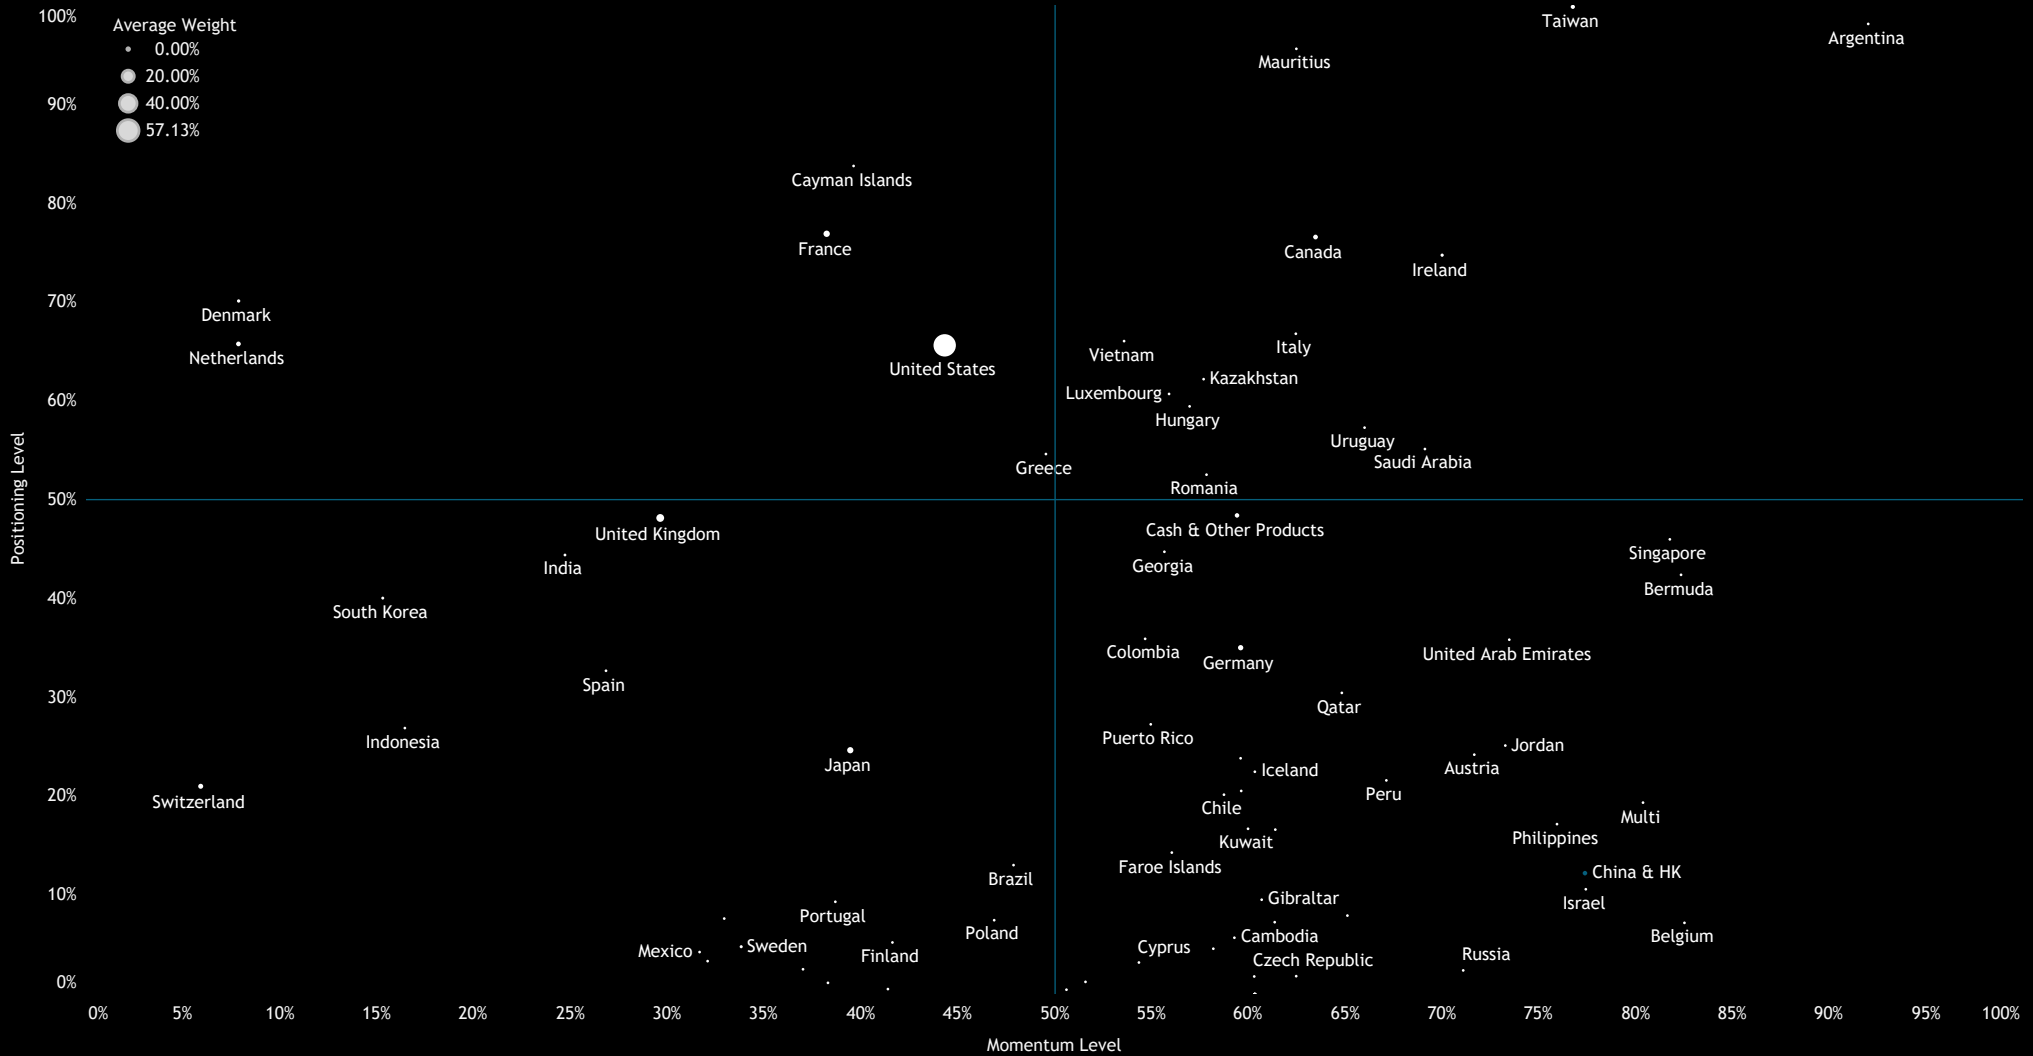 100%
Average Weight
0.00%
20.00%
40.00%
57.13%
Taiwan
Argentina
Mauritius
90%
Cayman Islands
80%
France
Canada
Ireland
70%
Denmark
Netherlands
United States
Vietnam
Italy
Kazakhstan
Luxembourg
60%
Hungary
Uruguay
Saudi Arabia
Greece
Romania
50%
Positioning Level
United Kingdom
Cash & Other Products
Singapore
India
Georgia
Bermuda
40%
South Korea
Colombia
Germany
United Arab Emirates
Spain
30%
Qatar
Indonesia
Puerto Rico
Jordan
Japan
Iceland
Austria
20%
Switzerland
Chile
Peru
Multi
Philippines
Kuwait
Faroe Islands
China & HK
Brazil
10%
Gibraltar
Israel
Portugal
Poland
Cambodia
Belgium
Mexico
Sweden
Finland
Cyprus
Czech Republic
Russia
0%
0% 5% 10% 15% 20% 25% 30% 35% 40% 45% 50% 55% 60% 65% 70% 75% 80% 85% 90% 95% 100%
Momentum Level